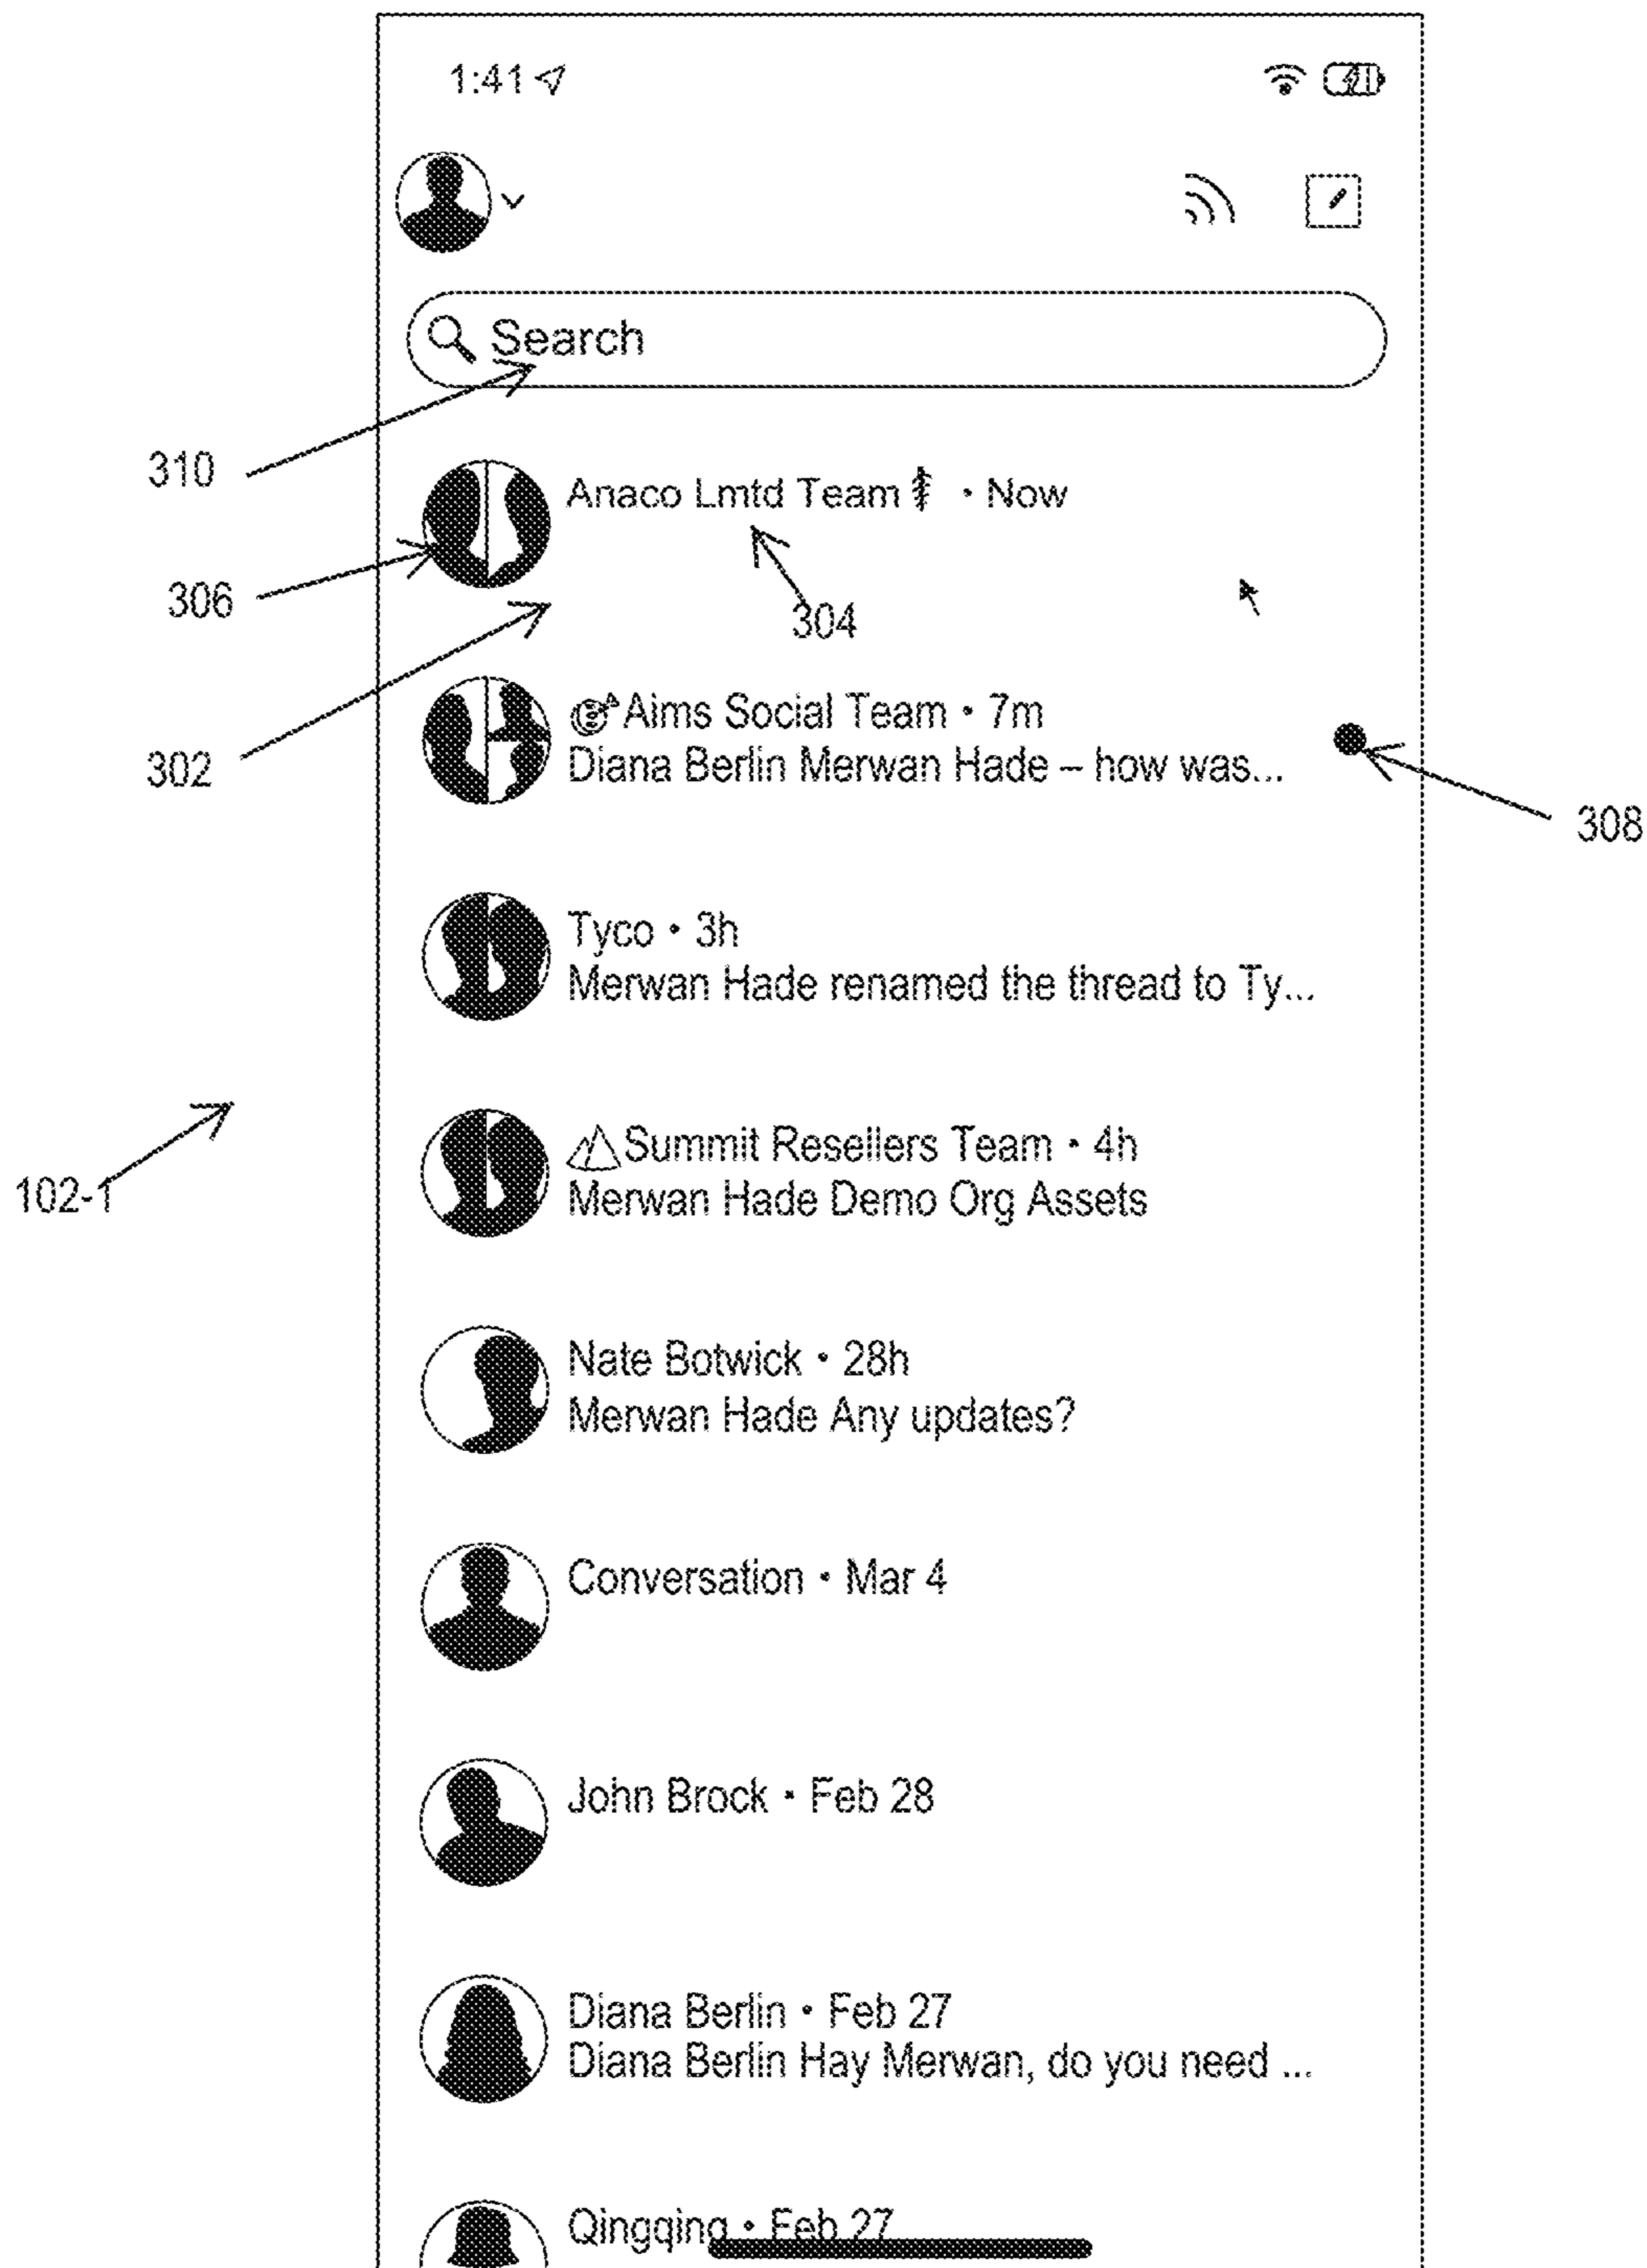 1:41
Search
310
Anaco Lmtd Team • Now
306
304
Aims Social Team • 7m
302
Diana Berlin Merwan Hade – how was...
308
Tyco • 3h
Merwan Hade renamed the thread to Ty...
Summit Resellers Team • 4h
102-1
Merwan Hade Demo Org Assets
Nate Botwick • 28h
Merwan Hade Any updates?
Conversation • Mar 4
John Brock • Feb 28
Diana Berlin • Feb 27
Diana Berlin Hay Merwan, do you need ...
Qingqing • Feb 27